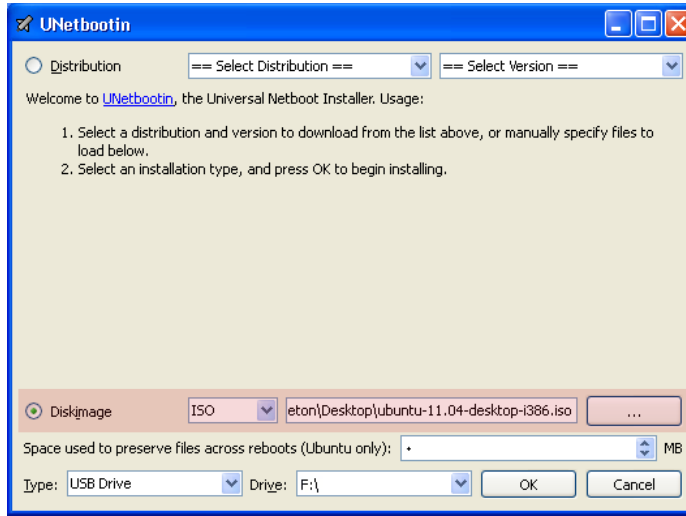 UNetbootin
Distribution == Select Distribution == == Select Version ==
Welcome to UNetbootin, the Universal Netboot Installer. Usage:
1. Select a distribution and version to download from the list above, or manually specify files to
load below.
2. Select an installation type, and press OK to begin installing.
Diskimage ISO eton\Desktop\ubuntu-11.04-desktop-i386.iso ...
Space used to preserve files across reboots (Ubuntu only): MB
Type: USB Drive Drive: F:\ OK Cancel